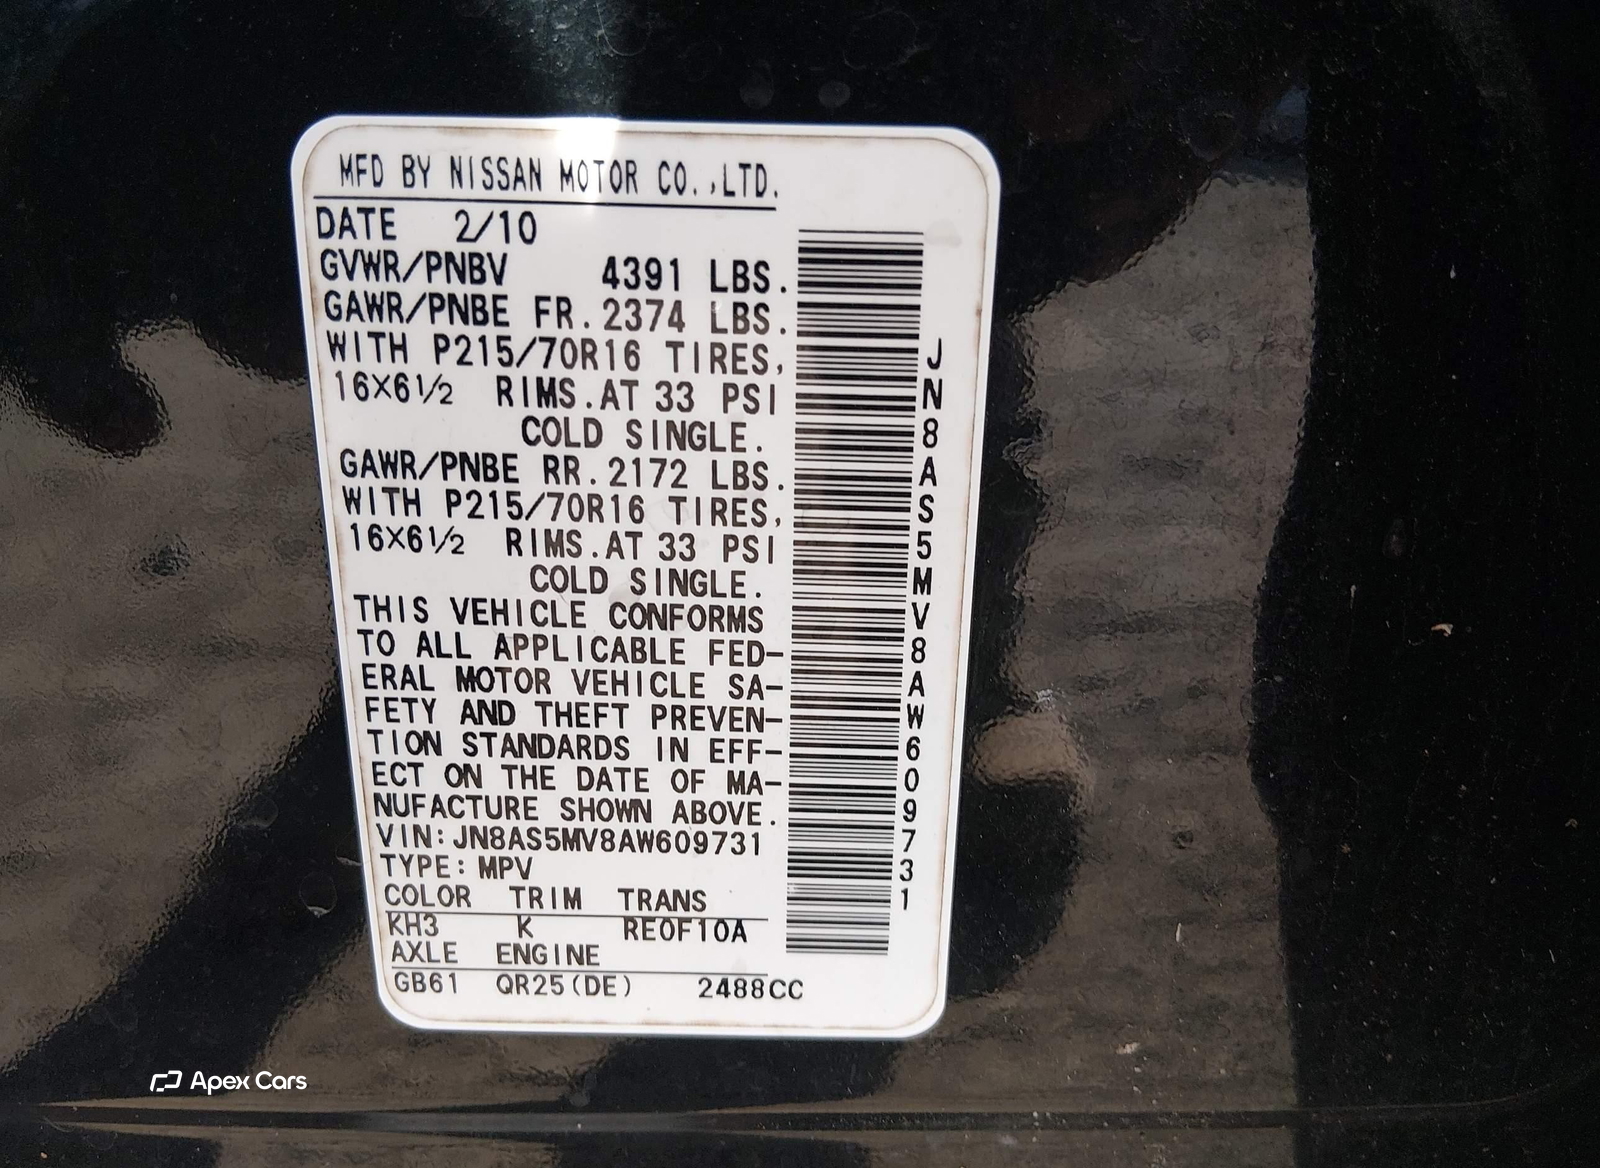 MFD BY NISSAN MOTOR CO.,LTD.
DATE 2/10
GVWR/PNBV 4391 LBS.
GAWR/PNBE FR.2374 LBS.
WITH P215/70R16 TIRES,
16X6½ RIMS.AT 33 PSI
COLD SINGLE.
GAWR/PNBE RR.2172 LBS.
WITH P215/70R16 TIRES,
16X6½ RIMS.AT 33 PSI
COLD SINGLE.
THIS VEHICLE CONFORMS
TO ALL APPLICABLE FED-
ERAL MOTOR VEHICLE SA-
FETY AND THEFT PREVEN-
TION STANDARDS IN EFF-
ECT ON THE DATE OF MA-
NUFACTURE SHOWN ABOVE.
VIN:JN8AS5MV8AW609731
TYPE:MPV
COLOR TRIM TRANS
KH3 K RE0F10A
AXLE ENGINE
GB61 QR25(DE) 2488CC
JN8AS5MV8AW609731
Apex Cars